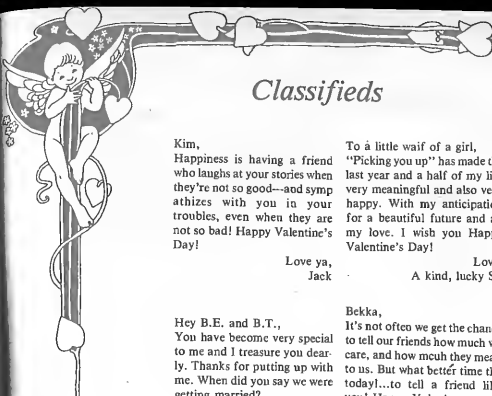 Classifieds
Kim,
Happiness is having a friend
who laughs at your stories when
they're not so good---and symp
athizes with you in your
troubles, even when they are
not so bad! Happy Valentine's
Day!
Love ya,
Jack
Hey B.E. and B.T.,
You have become very special
to me and I treasure you dear-
ly. Thanks for putting up with
me. When did you say we were
getting married?
To a little waif of a girl,
"Picking you up" has made
last year and a half of my
very meaningful and also
happy. With my
for a beautiful future and
my love. I wish you
Valentine's Day!
A kind, lucky
Bekka,
It's not often we get the
to tell our friends how much
care, and how mcuh they
to us. But what better time
today!...to tell a friend